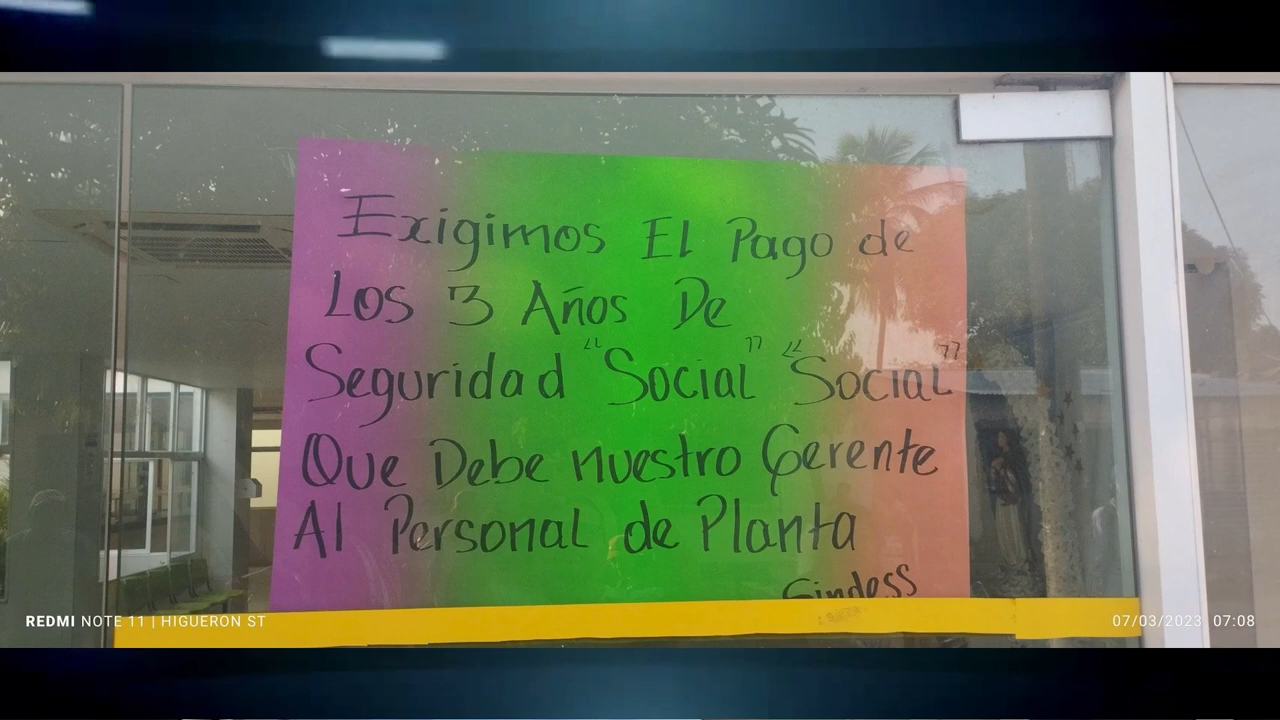 Exigimos El Pago de
Los 3 Años De
Seguridad "Social" "Social"
Que Debe nuestro Gerente
Al Personal de Planta
Sindess
REDMI NOTE 11 | HIGUERON ST
07/03/2023 07:08